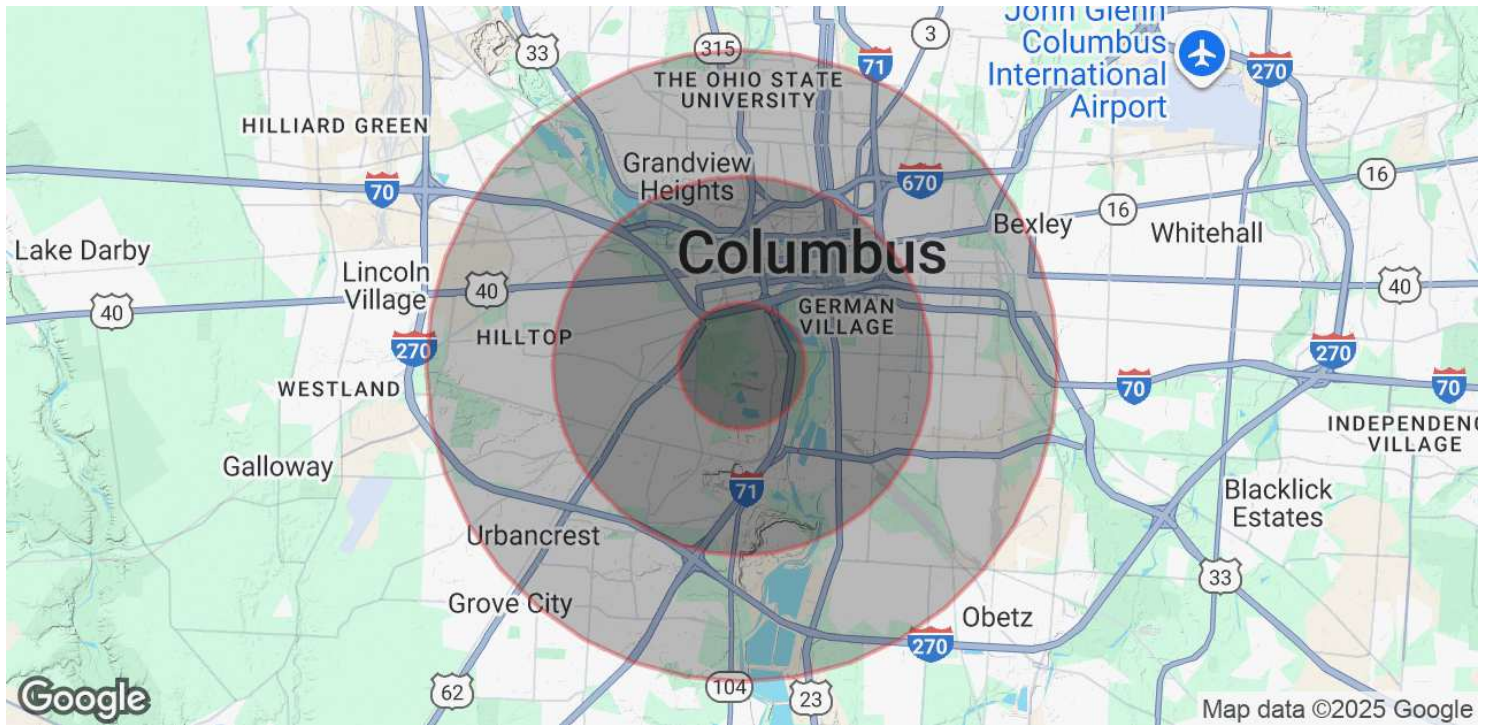 John Glenn
Columbus
International
Airport
33
315
3
71
270
THE OHIO STATE
UNIVERSITY
HILLIARD GREEN
Grandview
Heights
70
670
16
16
Bexley
Whitehall
Columbus
Lake Darby
Lincoln
Village
40
40
40
GERMAN
VILLAGE
HILLTOP
270
270
WESTLAND
70
70
INDEPENDENC
VILLAGE
Galloway
71
Blacklick
Estates
Urbancrest
33
Grove City
Obetz
270
62
104
23
Google
Map data ©2025 Google